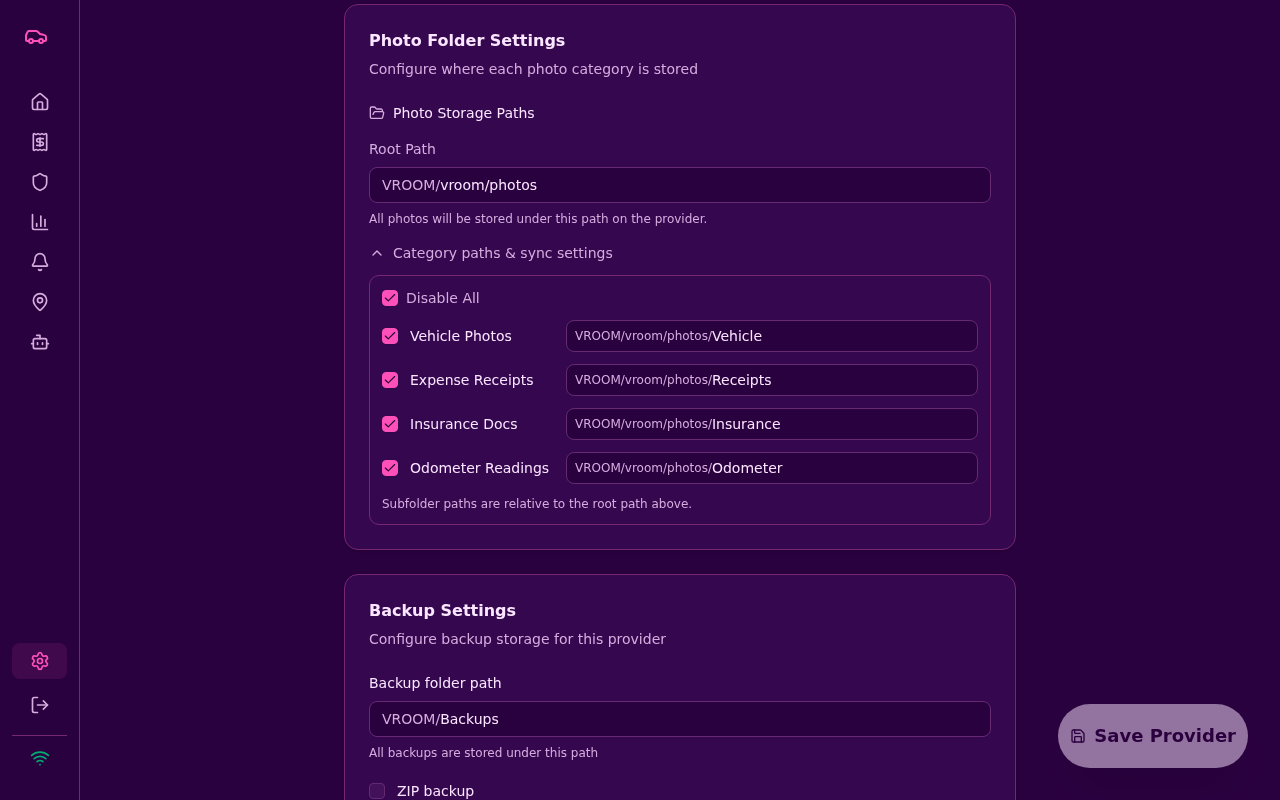 Photo Folder Settings
Configure where each photo category is stored
Photo Storage Paths
Root Path
VROOM/vroom/photos
All photos will be stored under this path on the provider.
Category paths & sync settings
Disable All
Vehicle Photos VROOM/vroom/photos/Vehicle
Expense Receipts VROOM/vroom/photos/Receipts
Insurance Docs VROOM/vroom/photos/Insurance
Odometer Readings VROOM/vroom/photos/Odometer
Subfolder paths are relative to the root path above.
Backup Settings
Configure backup storage for this provider
Backup folder path
VROOM/Backups
All backups are stored under this path
ZIP backup
Save Provider